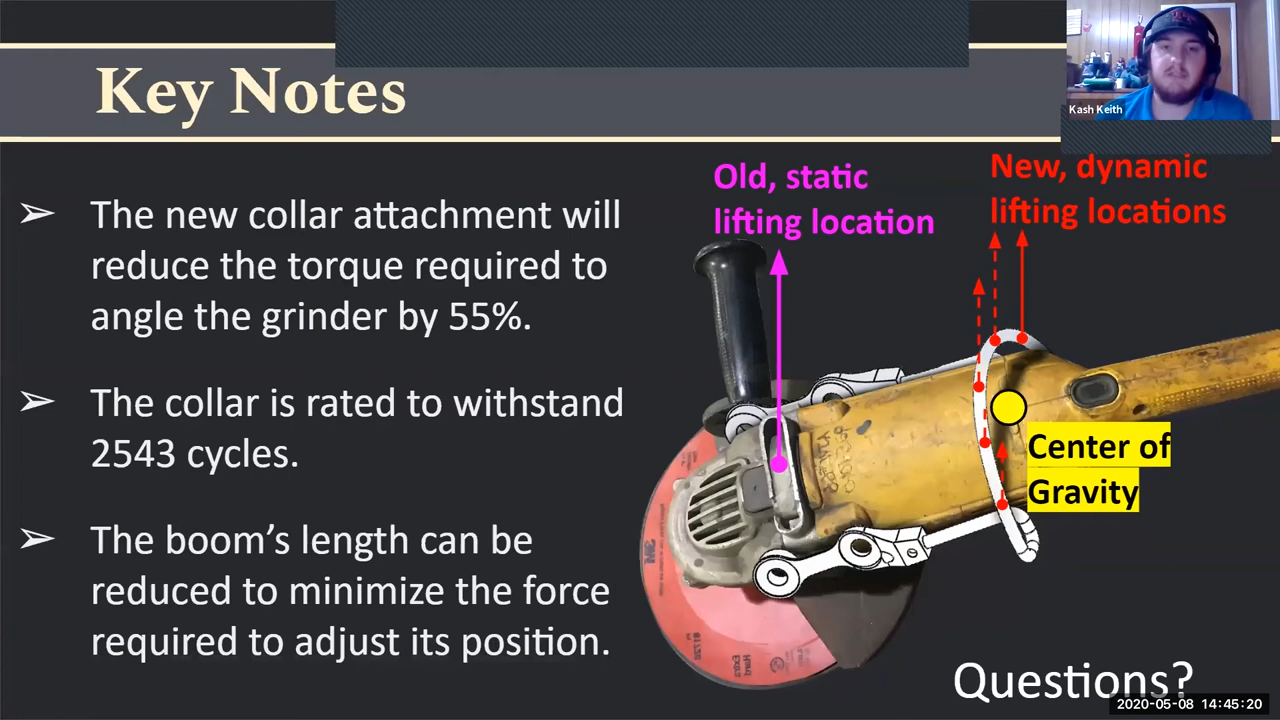 Key Notes
Kash Keith
➢ The new collar attachment will
reduce the torque required to
angle the grinder by 55%.
➢ The collar is rated to withstand
2543 cycles.
➢ The boom's length can be
reduced to minimize the force
required to adjust its position.
Old, static
lifting location
New, dynamic
lifting locations
Center of
Gravity
3M
Questions?
2020-05-08 14:45:20